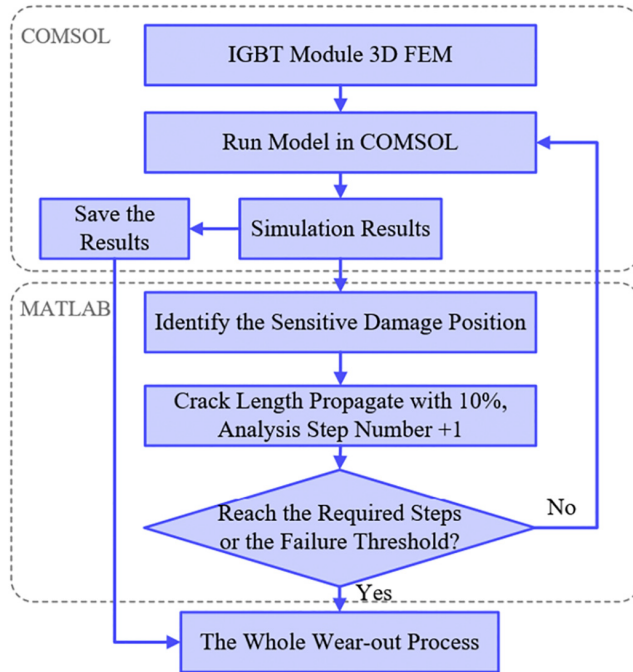 COMSOL
IGBT Module 3D FEM
Run Model in COMSOL
Save the
Results
Simulation Results
MATLAB
Identify the Sensitive Damage Position
Crack Length Propagate with 10%,
Analysis Step Number +1
Reach the Required Steps
or the Failure Threshold?
No
Yes
The Whole Wear-out Process